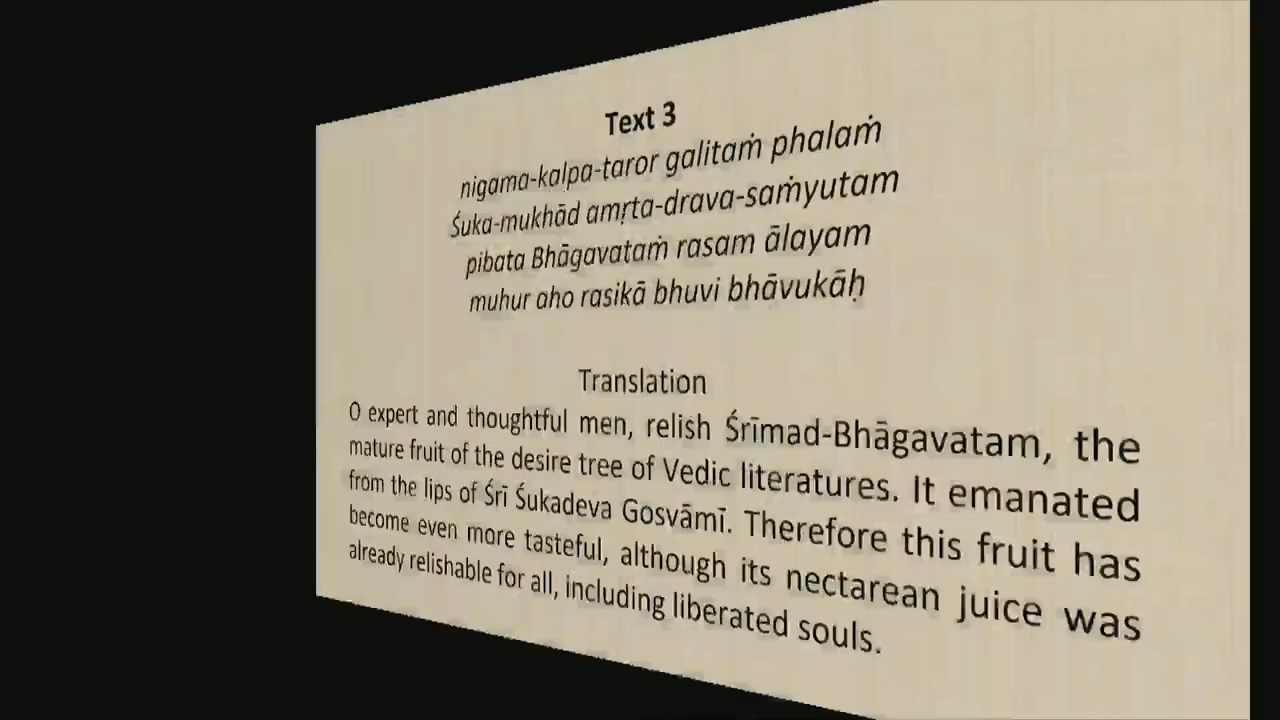 Text 3
nigama-kalpa-taror galitaṁ phalaṁ
Śuka-mukhād amṛta-drava-saṁyutam
pibata Bhāgavataṁ rasam ālayam
muhur aho rasikā bhuvi bhāvukāḥ
Translation
O expert and thoughtful men, relish Śrīmad-Bhāgavatam, the
mature fruit of the desire tree of Vedic literatures. It emanated
from the lips of Śrī Śukadeva Gosvāmī. Therefore this fruit has
become even more tasteful, although its nectarean juice was
already relishable for all, including liberated souls.